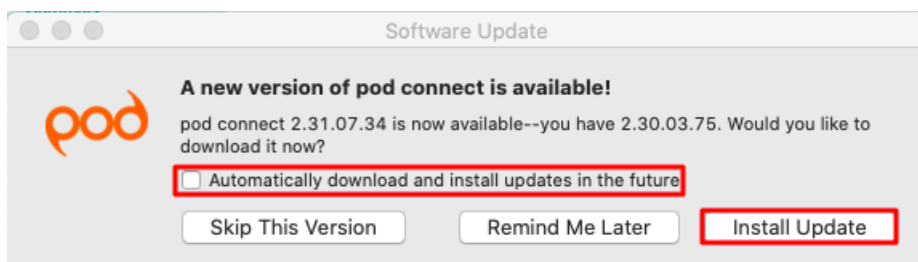 Software Update
A new version of pod connect is available!
pod
pod connect 2.31.07.34 is now available--you have 2.30.03.75. Would you like to
download it now?
Automatically download and install updates in the future
Skip This Version
Remind Me Later
Install Update